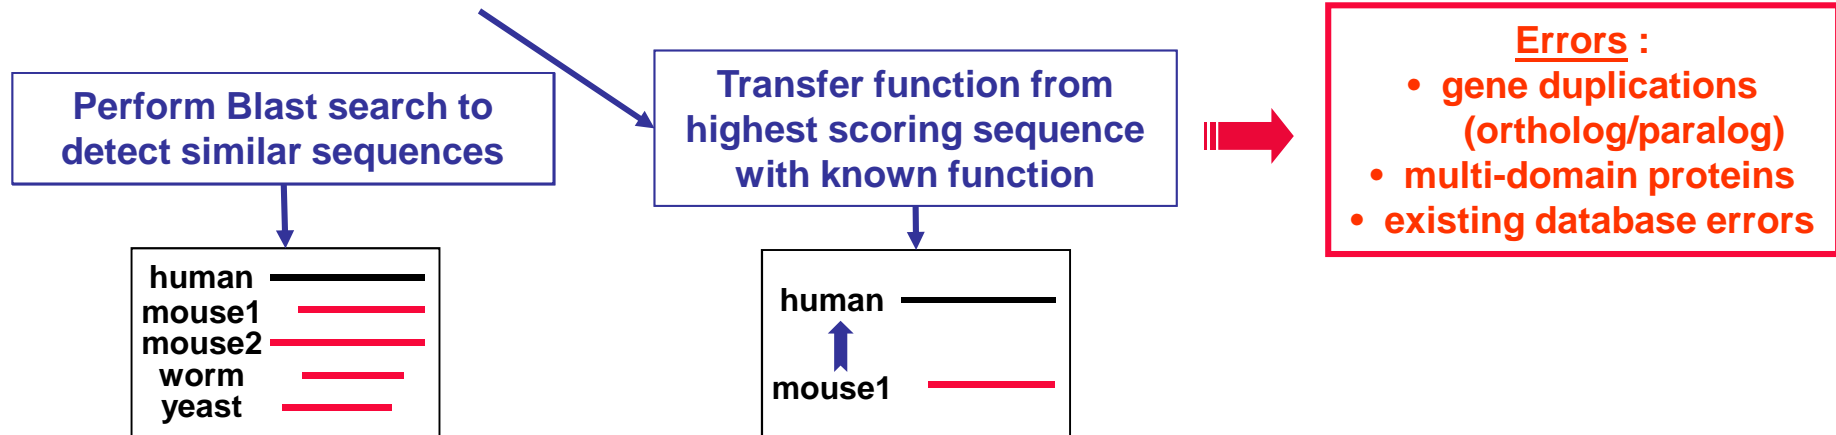 Perform Blast search to
detect similar sequences
human
mouse1
mouse2
worm
yeast
Transfer function from
highest scoring sequence
with known function
human
mouse1
Errors :
• gene duplications
(ortholog/paralog)
• multi-domain proteins
• existing database errors